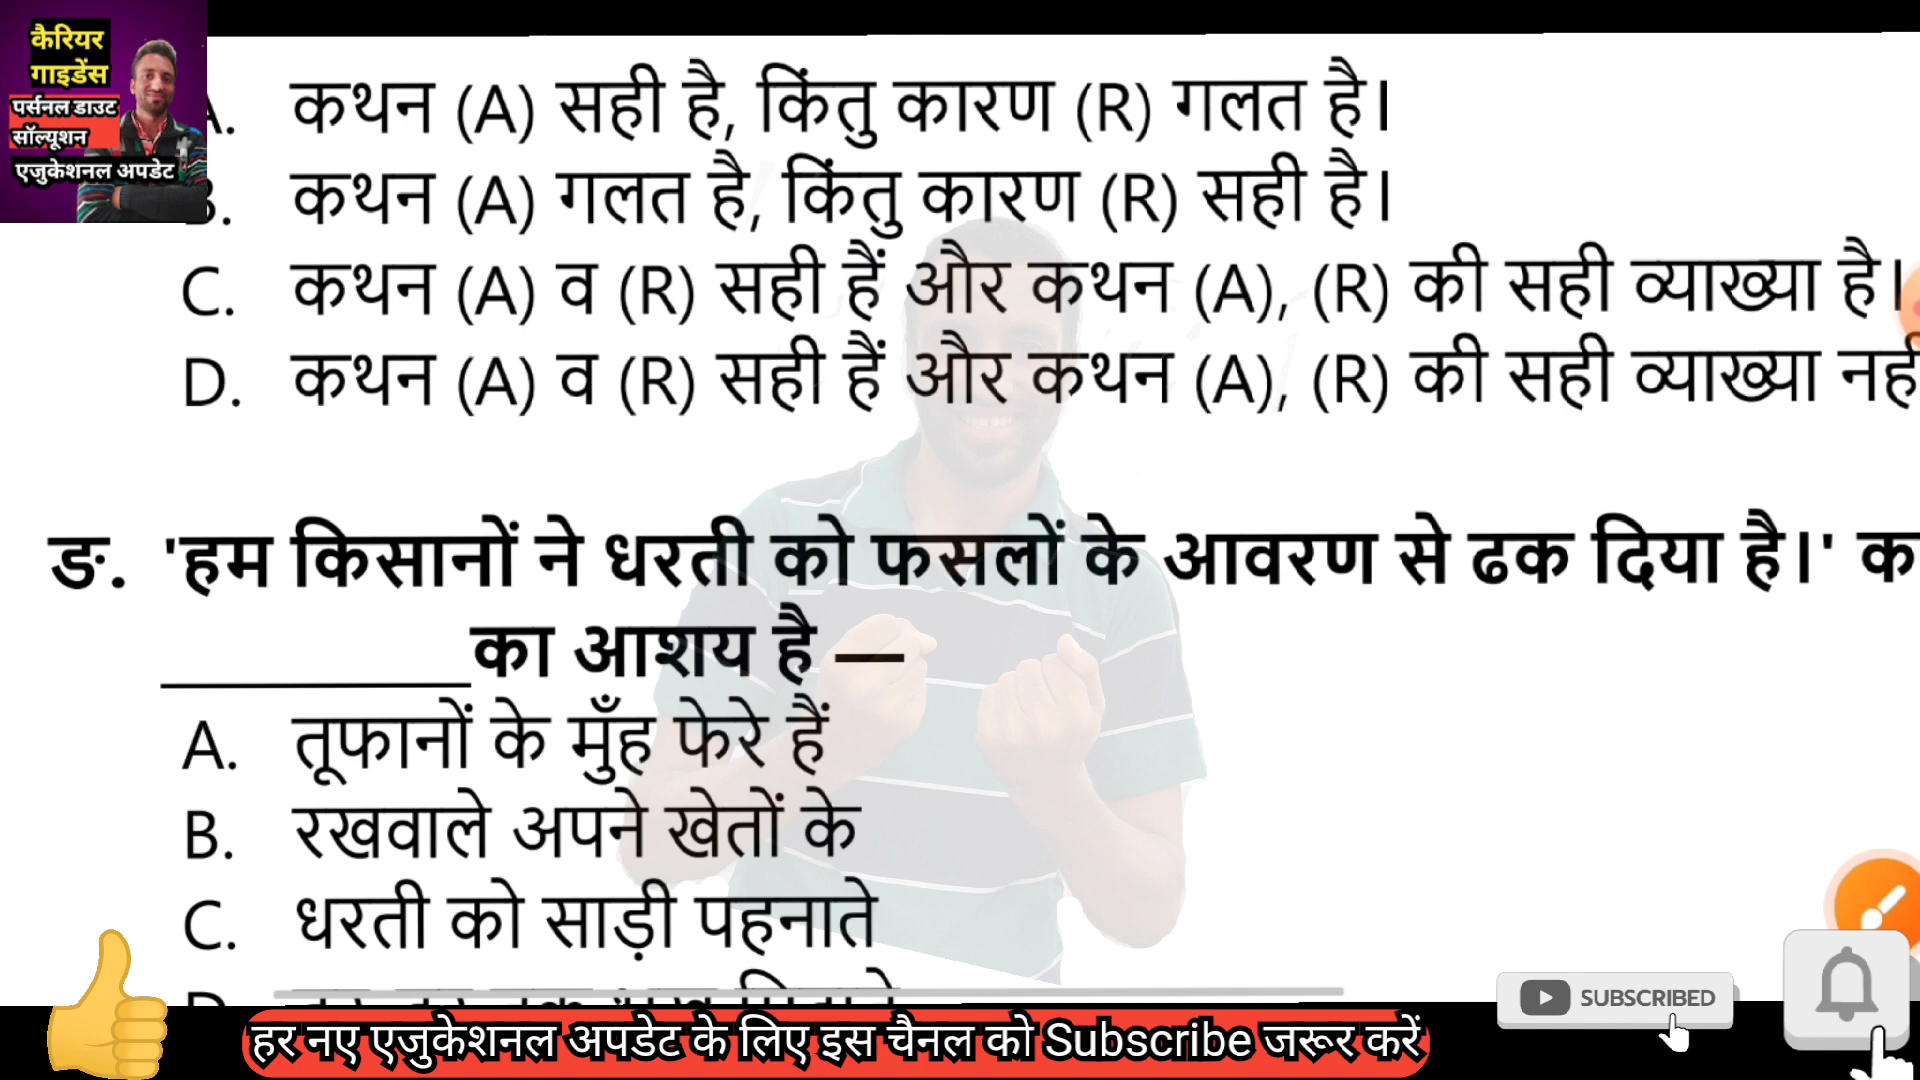 कैरियर
गाइडेंस
पर्सनल डाउट
सॉल्यूशन
एजुकेशनल अपडेट
A. कथन (A) सही है, किंतु कारण (R) गलत है।
B. कथन (A) गलत है, किंतु कारण (R) सही है।
C. कथन (A) व (R) सही हैं और कथन (A), (R) की सही व्याख्या है।
D. कथन (A) व (R) सही हैं और कथन (A), (R) की सही व्याख्या
ङ. 'हम किसानों ने धरती को फसलों के आवरण से ढक दिया है।'
__________का आशय है —
A. तूफानों के मुँह फेरे हैं
B. रखवाले अपने खेतों के
C. धरती को साड़ी पहनाते
SUBSCRIBED
हर नए एजुकेशनल अपडेट के लिए इस चैनल को Subscribe जरूर करें